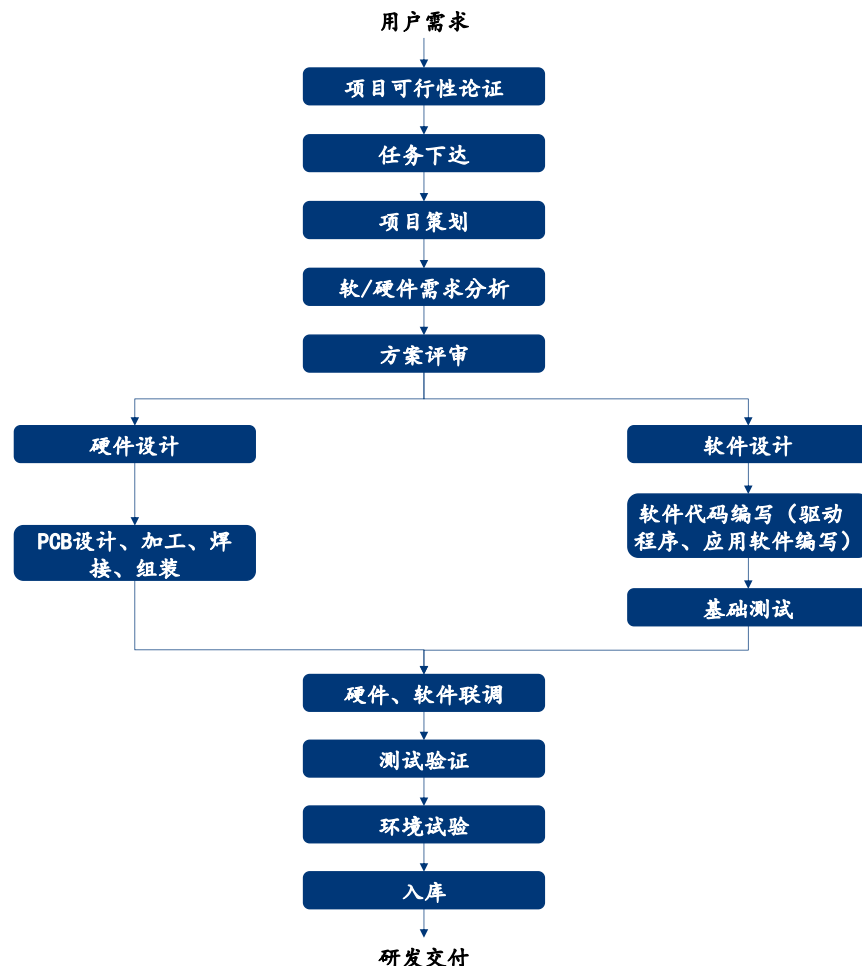 用户需求
项目可行性论证
任务下达
项目策划
软/硬件需求分析
方案评审
硬件设计
软件设计
PCB设计、加工、焊
接、组装
软件代码编写（驱动
程序、应用软件编写）
基础测试
硬件、软件联调
测试验证
环境试验
入库
研发交付